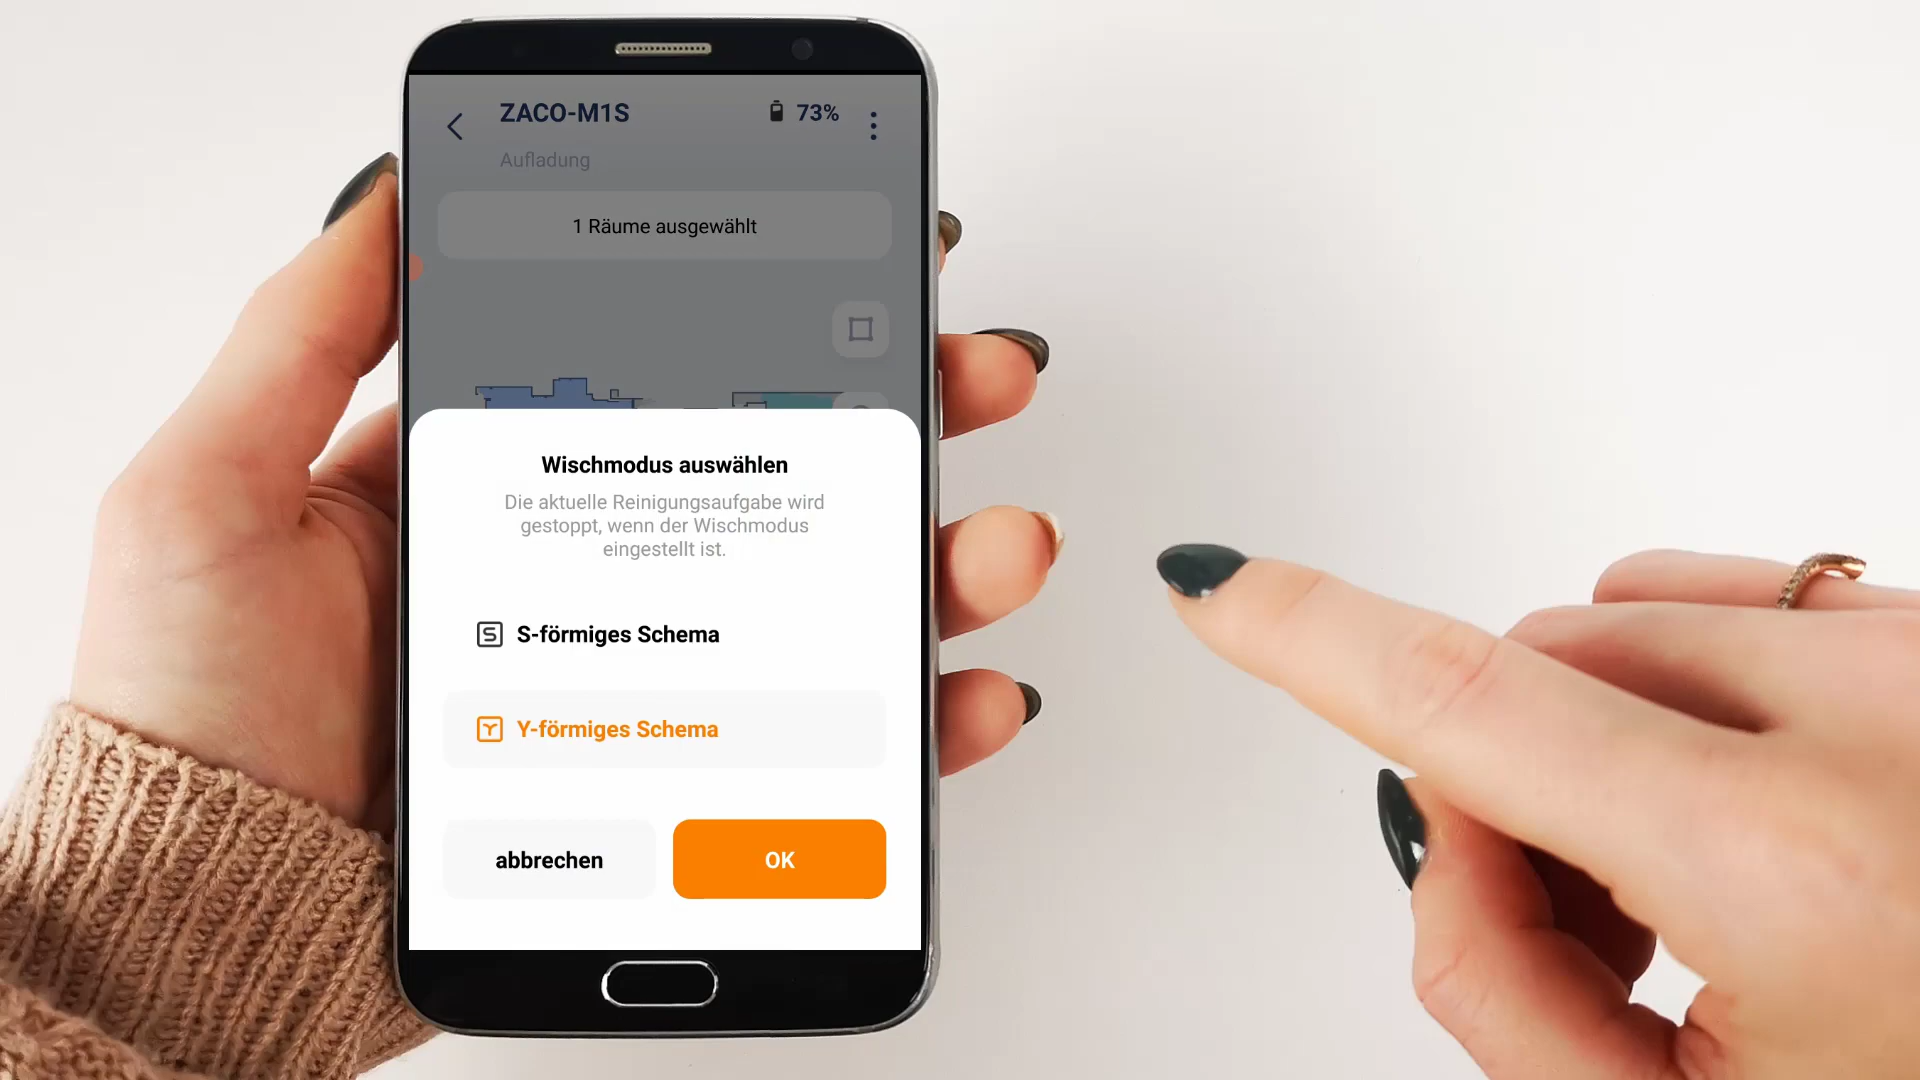 ZACO-M1S
73%
Aufladung
1 Räume ausgewählt
Wischmodus auswählen
Die aktuelle Reinigungsaufgabe wird
gestoppt, wenn der Wischmodus
eingestellt ist.
S-förmiges Schema
Y-förmiges Schema
abbrechen
OK